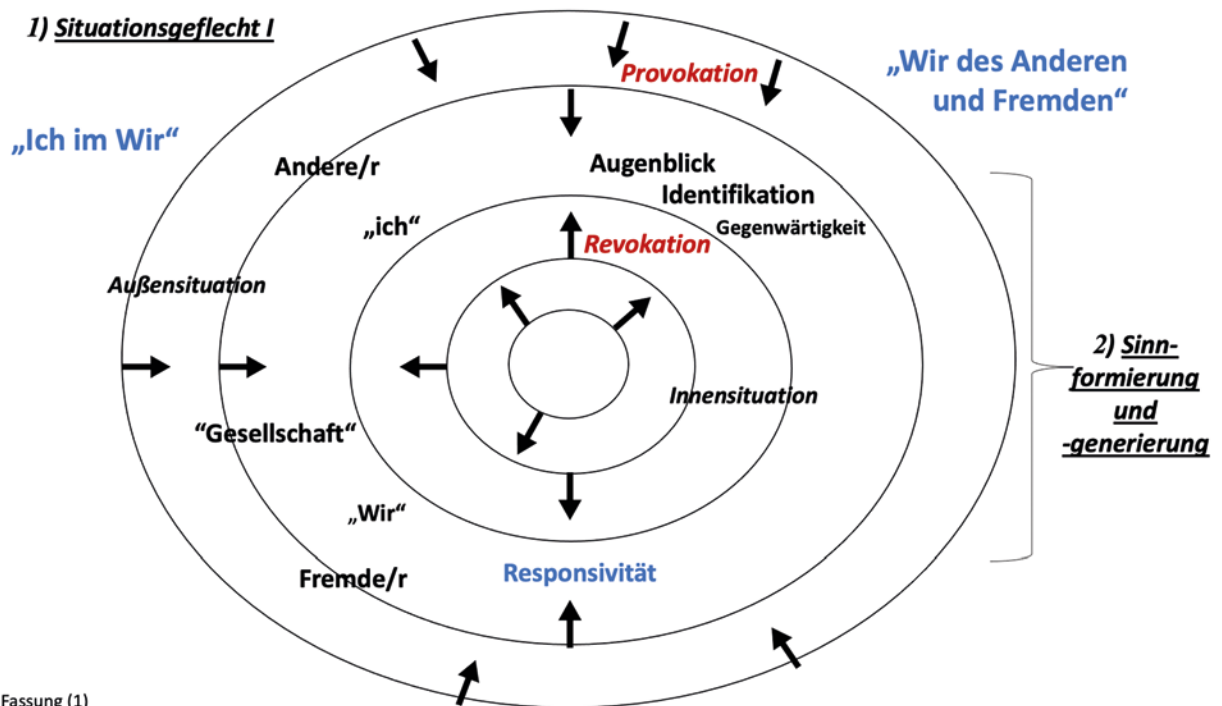 1) Situationsgeflecht I
„Ich im Wir“
Provokation
„Wir des Anderen
und Fremden“
Andere/r
Augenblick
Identifikation
„ich“
Gegenwärtigkeit
Revokation
Außensituation
2) Sinn-
formierung
und
-generierung
Innensituation
“Gesellschaft“
„Wir“
Fremde/r
Responsivität
Fassung (1)